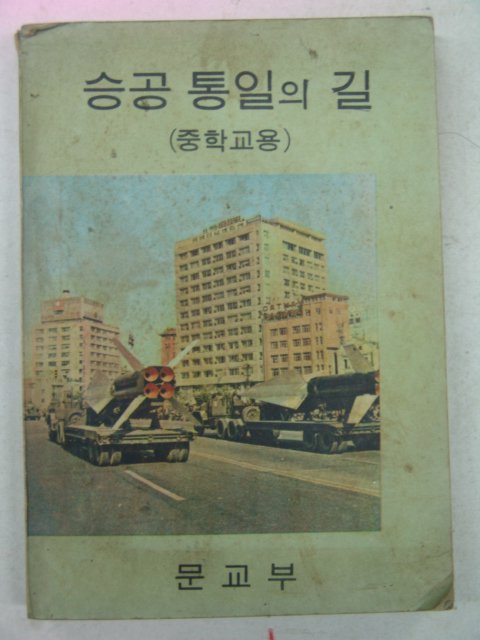 승공 통일의 길
(중학교용)
문교부